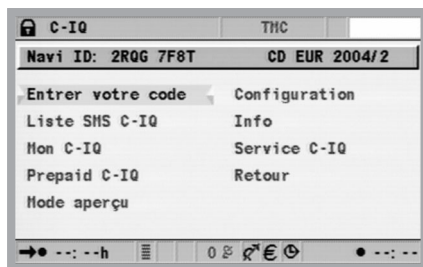 C-IQ TMC
Navi ID: 2RQG 7F8T CD EUR 2004/2
Entrer votre code Configuration
Liste SMS C-IQ Info
Mon C-IQ Service C-IQ
Prepaid C-IQ Retour
Mode aperçu
--:--h 0 € --:--